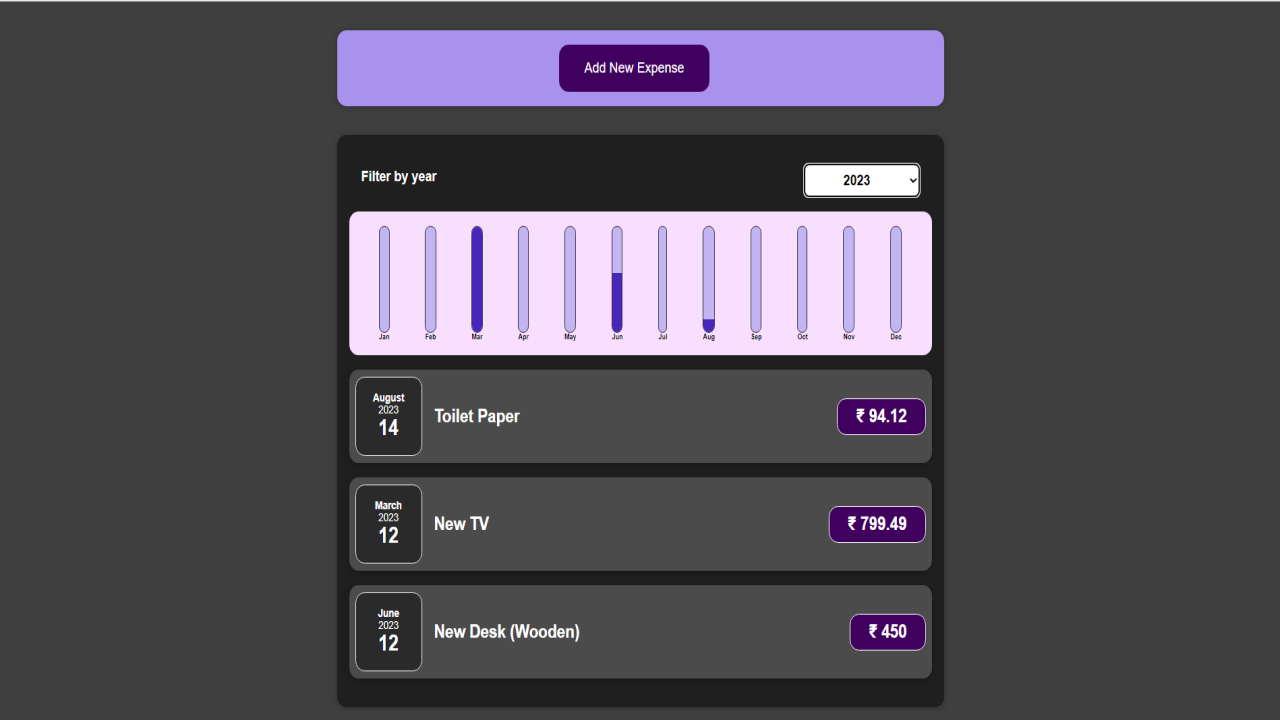 Add New Expense
Filter by year
2023
Jan Feb Mar Apr May Jun Jul Aug Sep Oct Nov Dec
August
2023
14
Toilet Paper
₹ 94.12
March
2023
12
New TV
₹ 799.49
June
2023
12
New Desk (Wooden)
₹ 450